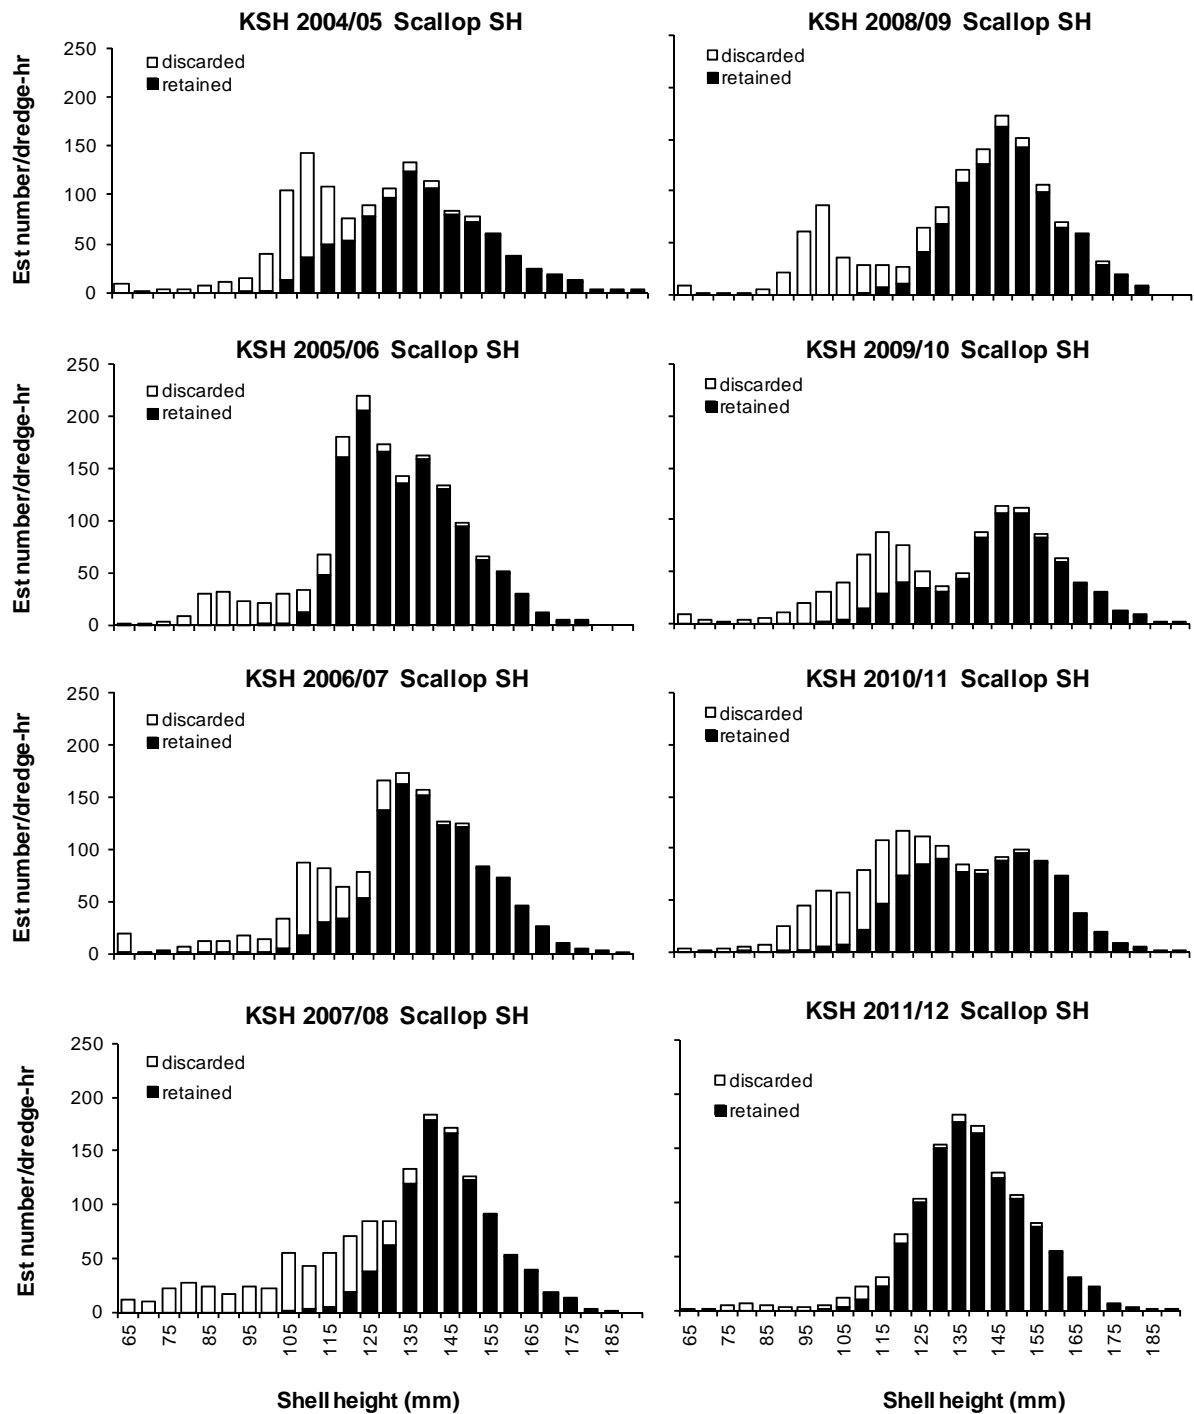 KSH 2004/05 Scallop SH
discarded
retained
250
200
150
100
50
0
Est number/dredge-hr
KSH 2008/09 Scallop SH
discarded
retained
KSH 2005/06 Scallop SH
discarded
retained
250
200
150
100
50
0
Est number/dredge-hr
KSH 2009/10 Scallop SH
discarded
retained
KSH 2006/07 Scallop SH
discarded
retained
250
200
150
100
50
0
Est number/dredge-hr
KSH 2010/11 Scallop SH
discarded
retained
KSH 2007/08 Scallop SH
discarded
retained
250
200
150
100
50
0
Est number/dredge-hr
65 75 85 95 105 115 125 135 145 155 165 175 185
Shell height (mm)
KSH 2011/12 Scallop SH
discarded
retained
65 75 85 95 105 115 125 135 145 155 165 175 185
Shell height (mm)